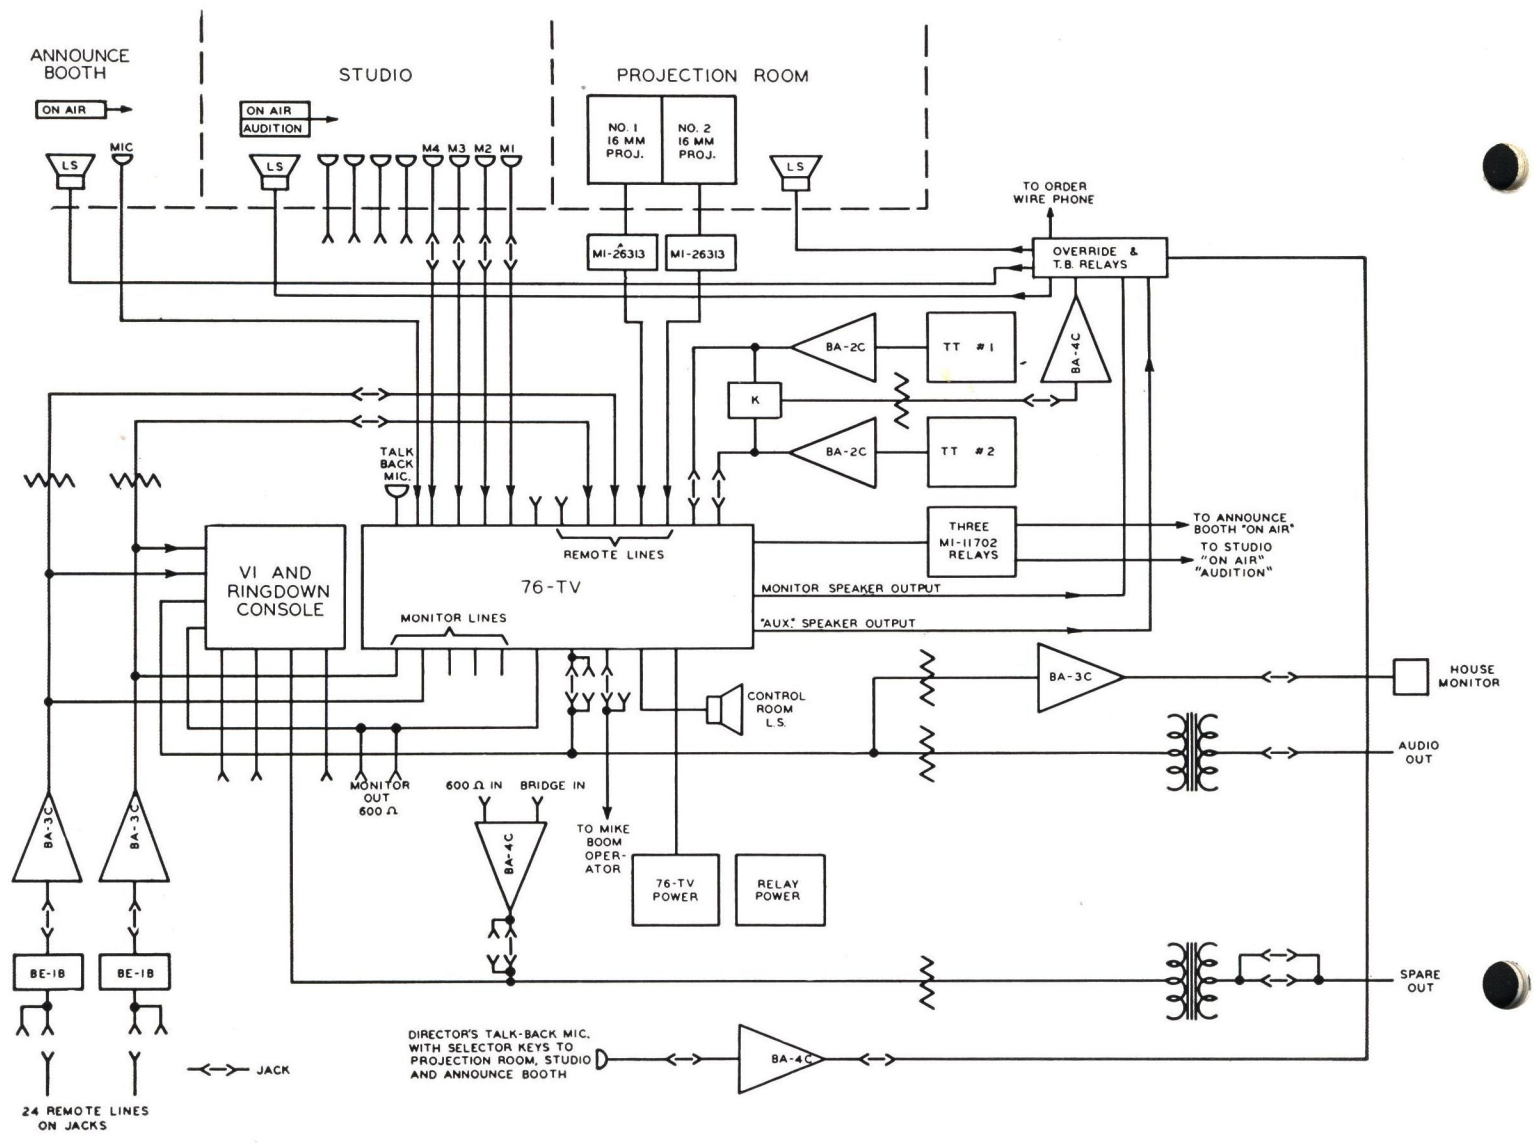 ANNOUNCE
BOOTH
STUDIO
PROJECTION ROOM
ON AIR
ON AIR
AUDITION
NO. 1
16 MM
PROJ.
NO. 2
16 MM
PROJ.
LS
MIC
LS
M4 M3 M2 M1
LS
TO ORDER
WIRE PHONE
MI-26313
MI-26313
OVERRIDE &
T.B. RELAYS
BA-2C
TT #1
BA-4C
K
BA-2C
TT #2
TALK
BACK
MIC.
THREE
MI-11702
RELAYS
TO ANNOUNCE
BOOTH "ON AIR"
TO STUDIO
"ON AIR"
"AUDITION"
REMOTE LINES
76-TV
MONITOR LINES
VI AND
RINGDOWN
CONSOLE
MONITOR SPEAKER OUTPUT
"AUX." SPEAKER OUTPUT
BA-3C
HOUSE
MONITOR
CONTROL
ROOM
L.S.
AUDIO
OUT
MONITOR
OUT
600 Ω
600 Ω IN
BRIDGE IN
BA-3C
BA-3C
BA-4C
TO MIKE
BOOM
OPER-
ATOR
76-TV
POWER
RELAY
POWER
BE-1B
BE-1B
SPARE
OUT
DIRECTOR'S TALK-BACK MIC.
WITH SELECTOR KEYS TO
PROJECTION ROOM, STUDIO
AND ANNOUNCE BOOTH
BA-4C
JACK
24 REMOTE LINES
ON JACKS